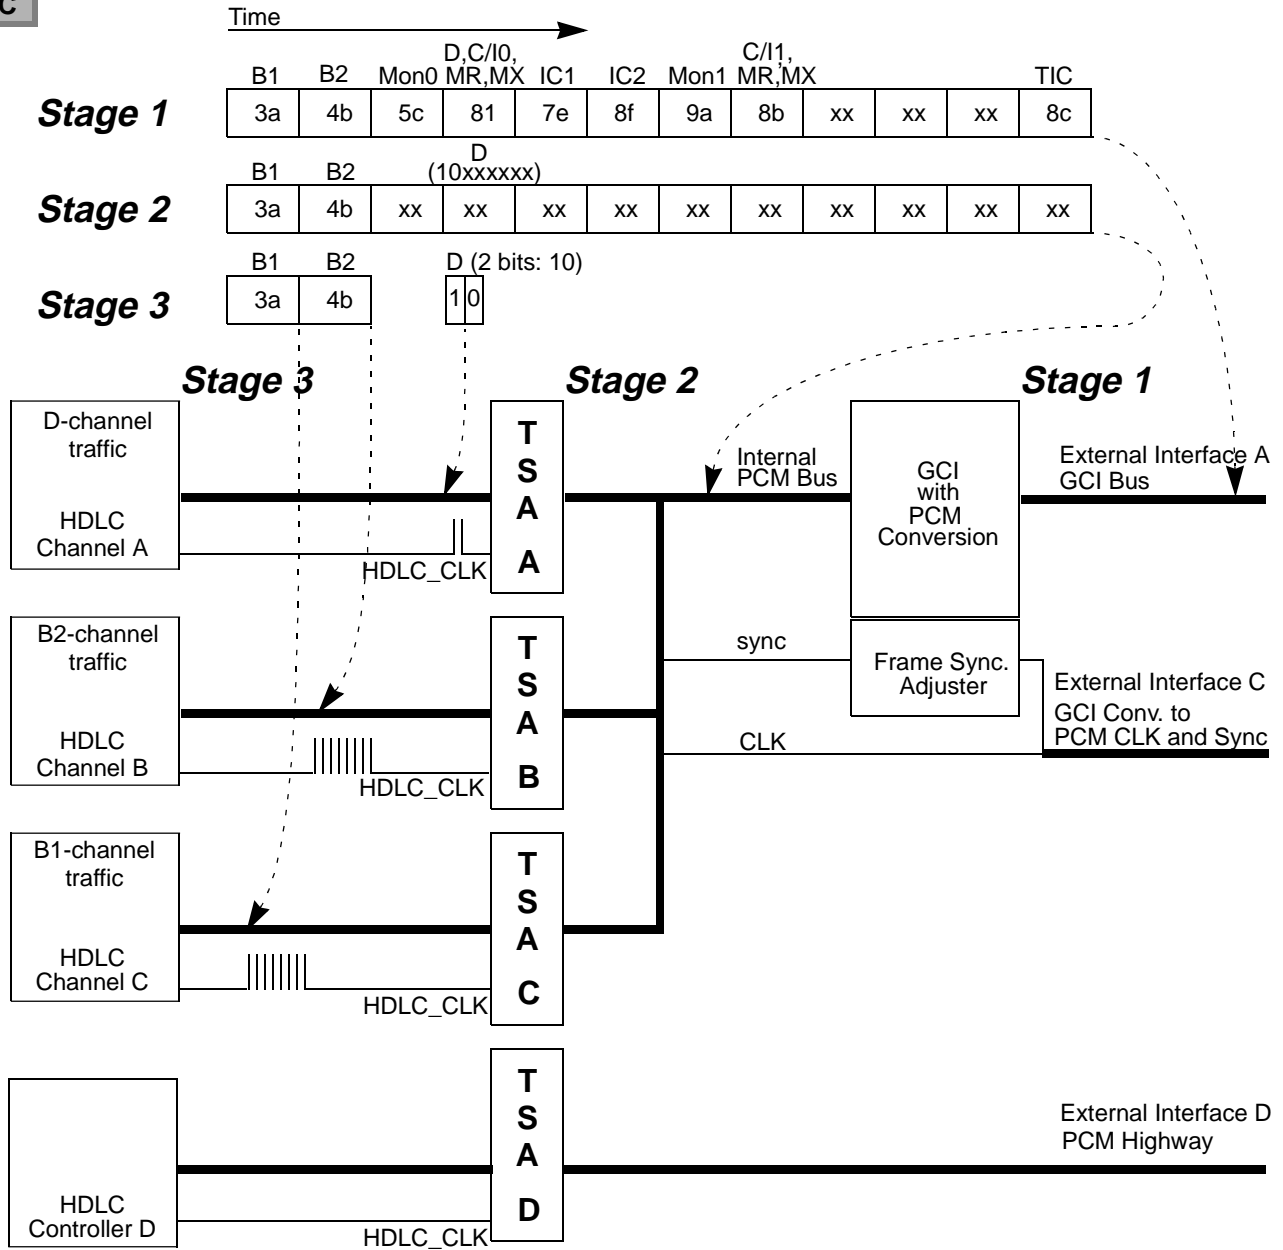 C
Time
B1 B2 Mon0 D,C/I0, MR,MX IC1 IC2 Mon1 C/I1, MR,MX TIC
Stage 1 3a 4b 5c 81 7e 8f 9a 8b xx xx xx 8c
B1 B2 D (10xxxxxx)
Stage 2 3a 4b xx xx xx xx xx xx xx xx xx xx
B1 B2 D (2 bits: 10)
Stage 3 3a 4b 1 0
Stage 3 Stage 2 Stage 1
D-channel
traffic
HDLC
Channel A
HDLC_CLK
T
S
A
A
Internal
PCM Bus
GCI
with
PCM
Conversion
External Interface A
GCI Bus
B2-channel
traffic
HDLC
Channel B
HDLC_CLK
T
S
A
B
sync
Frame Sync.
Adjuster
CLK
External Interface C
GCI Conv. to
PCM CLK and Sync
B1-channel
traffic
HDLC
Channel C
HDLC_CLK
T
S
A
C
HDLC
Controller D
HDLC_CLK
T
S
A
D
External Interface D
PCM Highway